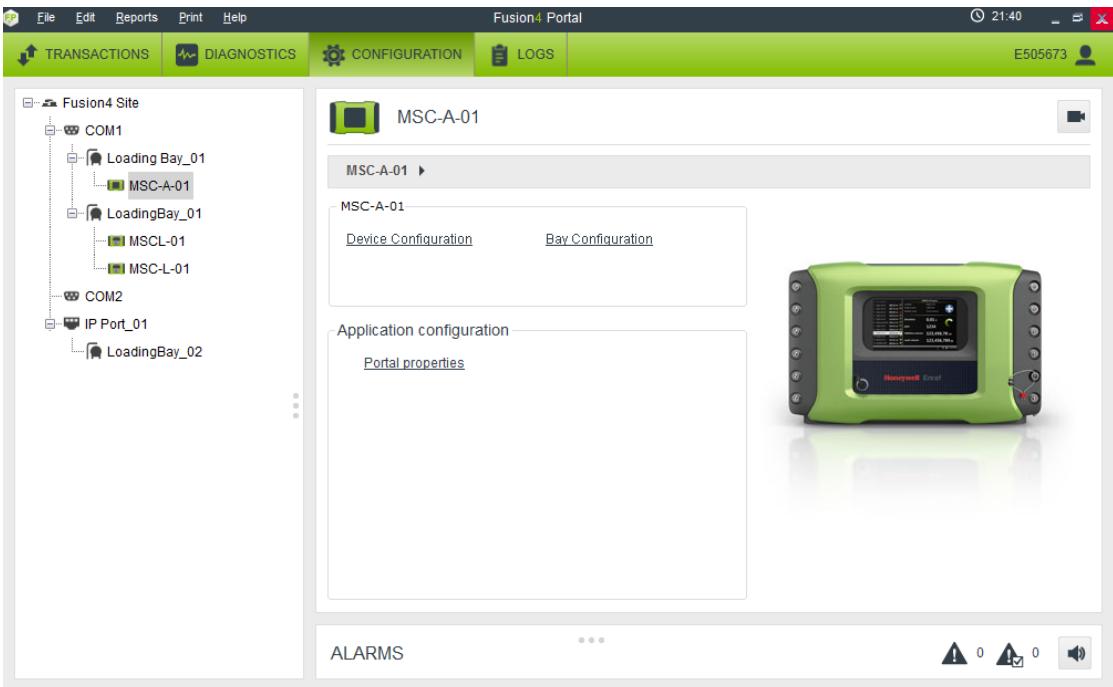 FP File Edit Reports Print Help Fusion4 Portal 21:40
TRANSACTIONS DIAGNOSTICS CONFIGURATION LOGS E505673
Fusion4 Site
COM1
Loading Bay_01
MSC-A-01
LoadingBay_01
MSCL-01
MSC-L-01
COM2
IP Port_01
LoadingBay_02
MSC-A-01
MSC-A-01
MSC-A-01
Device Configuration Bay Configuration
Application configuration
Portal properties
Honeywell Enraf
ALARMS 0 0